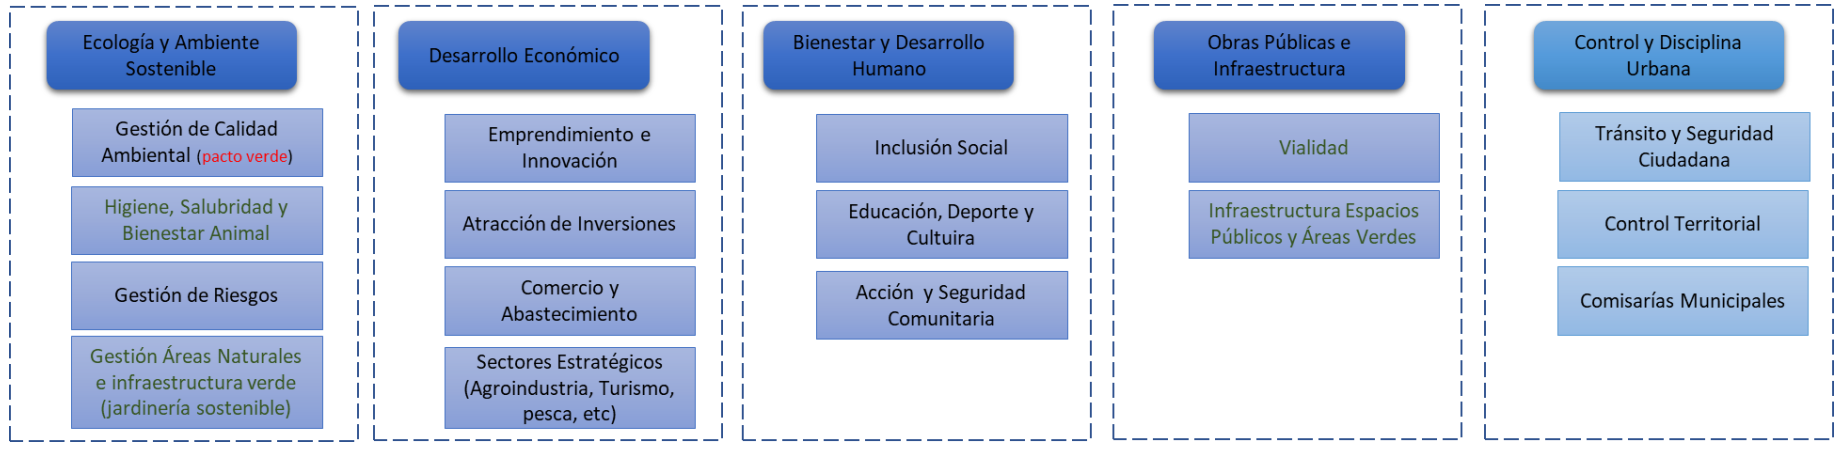 Ecología y Ambiente
Sostenible
Gestión de Calidad
Ambiental (pacto verde)
Higiene, Salubridad y
Bienestar Animal
Gestión de Riesgos
Gestión Áreas Naturales
e infraestructura verde
(jardinería sostenible)
Desarrollo Económico
Emprendimiento e
Innovación
Atracción de Inversiones
Comercio y
Abastecimiento
Sectores Estratégicos
(Agroindustria, Turismo,
pesca, etc)
Bienestar y Desarrollo
Humano
Inclusión Social
Educación, Deporte y
Cultuira
Acción y Seguridad
Comunitaria
Obras Públicas e
Infraestructura
Vialidad
Infraestructura Espacios
Públicos y Áreas Verdes
Control y Disciplina
Urbana
Tránsito y Seguridad
Ciudadana
Control Territorial
Comisarías Municipales